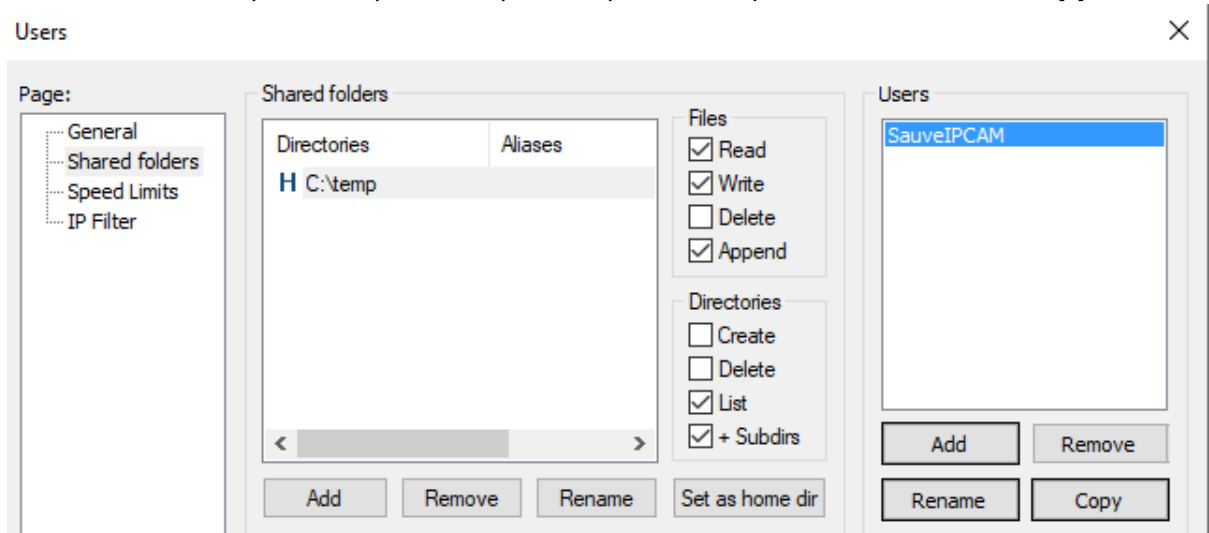 Users
Page:
General
Shared folders
Speed Limits
IP Filter
Shared folders
Directories Aliases
H C:\temp
Add Remove Rename Set as home dir
Files
Read
Write
Delete
Append
Directories
Create
Delete
List
+ Subdirs
Users
SauveIPCAM
Add Remove
Rename Copy